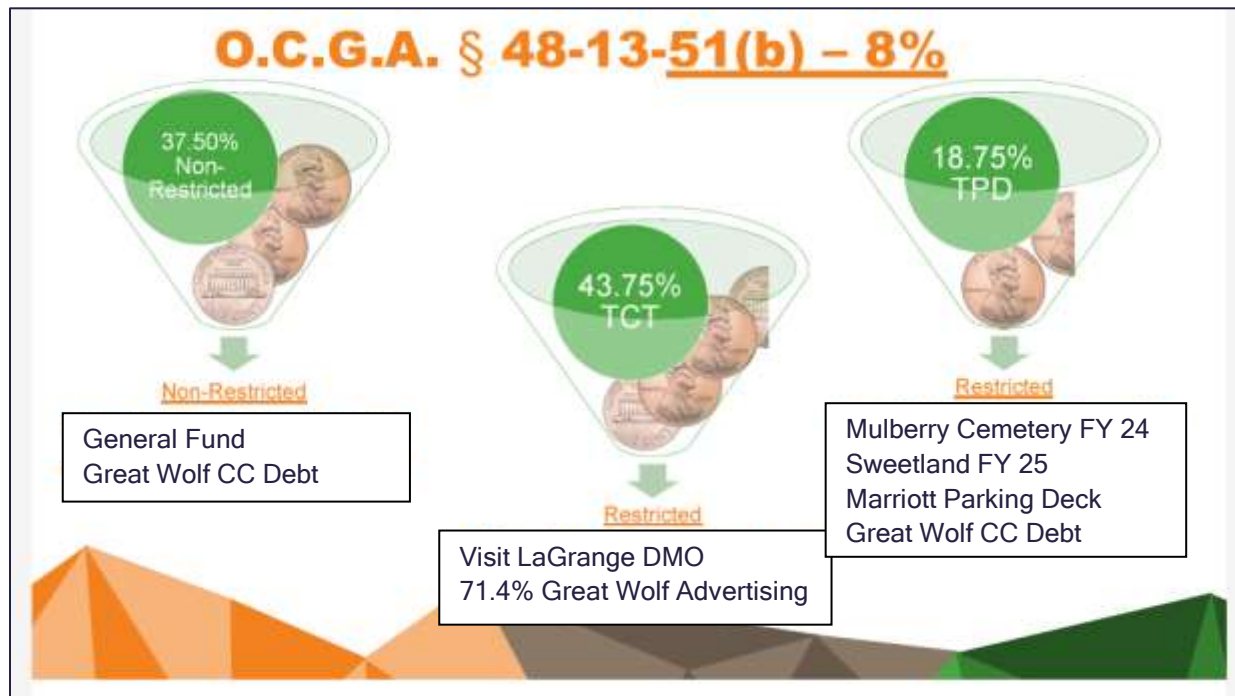 O.C.G.A. § 48-13-51(b) – 8%
37.50%
Non-
Restricted
Non-Restricted
General Fund
Great Wolf CC Debt
43.75%
TCT
Restricted
Visit LaGrange DMO
71.4% Great Wolf Advertising
18.75%
TPD
Restricted
Mulberry Cemetery FY 24
Sweetland FY 25
Marriott Parking Deck
Great Wolf CC Debt